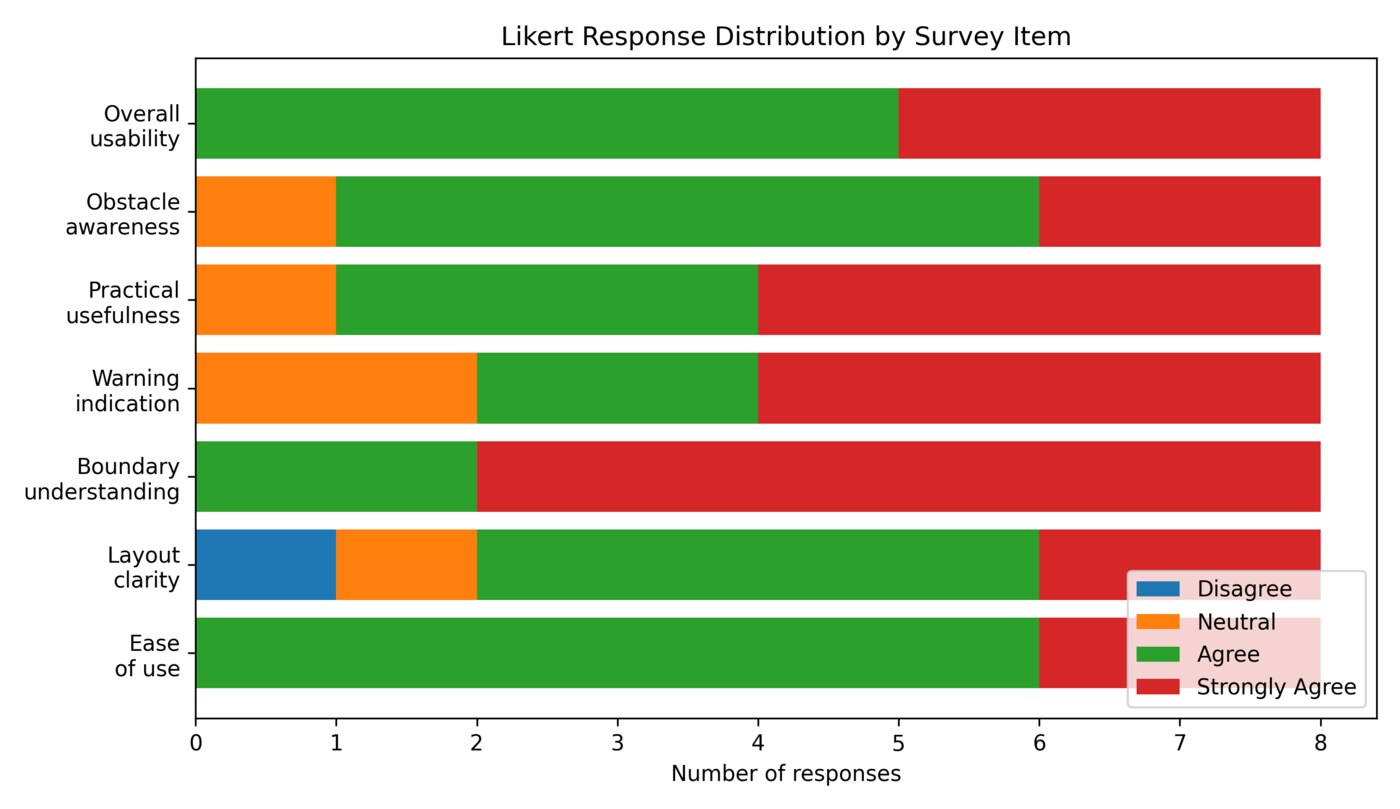 Likert Response Distribution by Survey Item
Overall
usability
Obstacle
awareness
Practical
usefulness
Warning
indication
Boundary
understanding
Layout
clarity
Ease
of use
Disagree
Neutral
Agree
Strongly Agree
0 1 2 3 4 5 6 7 8
Number of responses